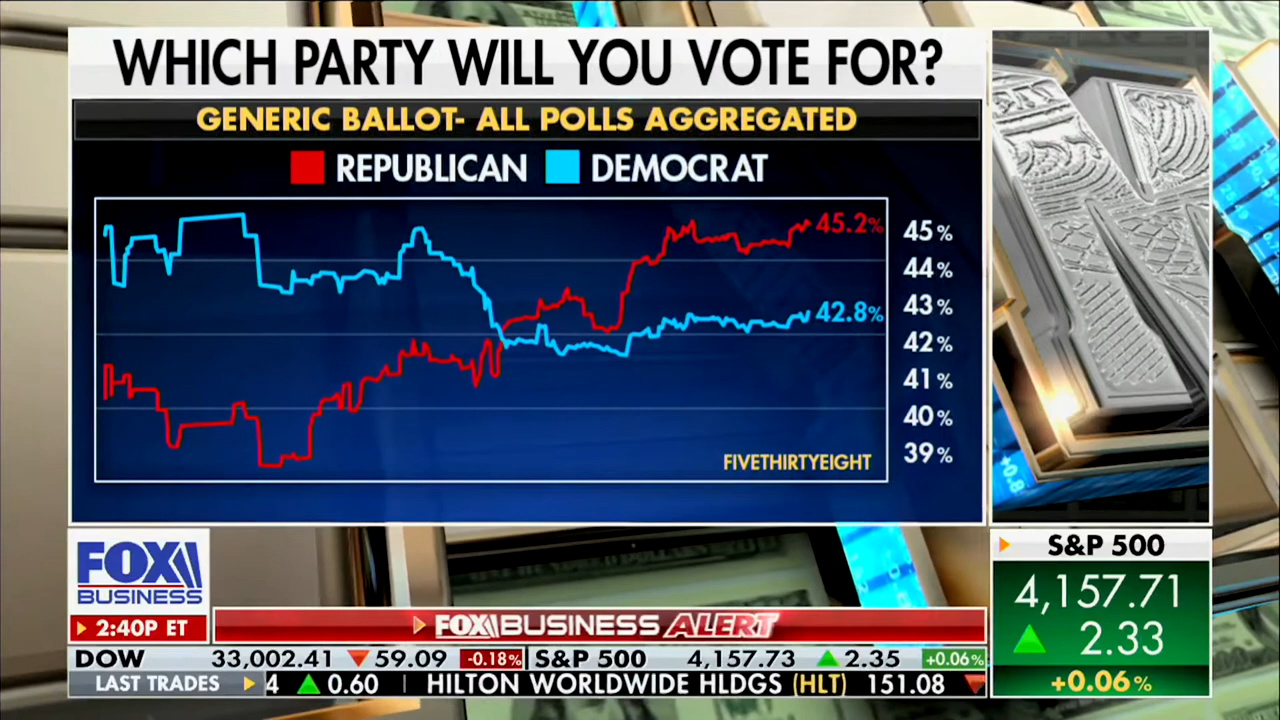 WHICH PARTY WILL YOU VOTE FOR?
GENERIC BALLOT- ALL POLLS AGGREGATED
REPUBLICAN DEMOCRAT
45.2%
42.8%
45%
44%
43%
42%
41%
40%
39%
FIVETHIRTYEIGHT
FOX
BUSINESS
2:40P ET
FOX BUSINESS ALERT
S&P 500
4,157.71
2.33
+0.06%
DOW 33,002.41 59.09 -0.18% S&P 500 4,157.73 2.35 +0.06%
LAST TRADES 4 0.60 | HILTON WORLDWIDE HLDGS (HLT) 151.08